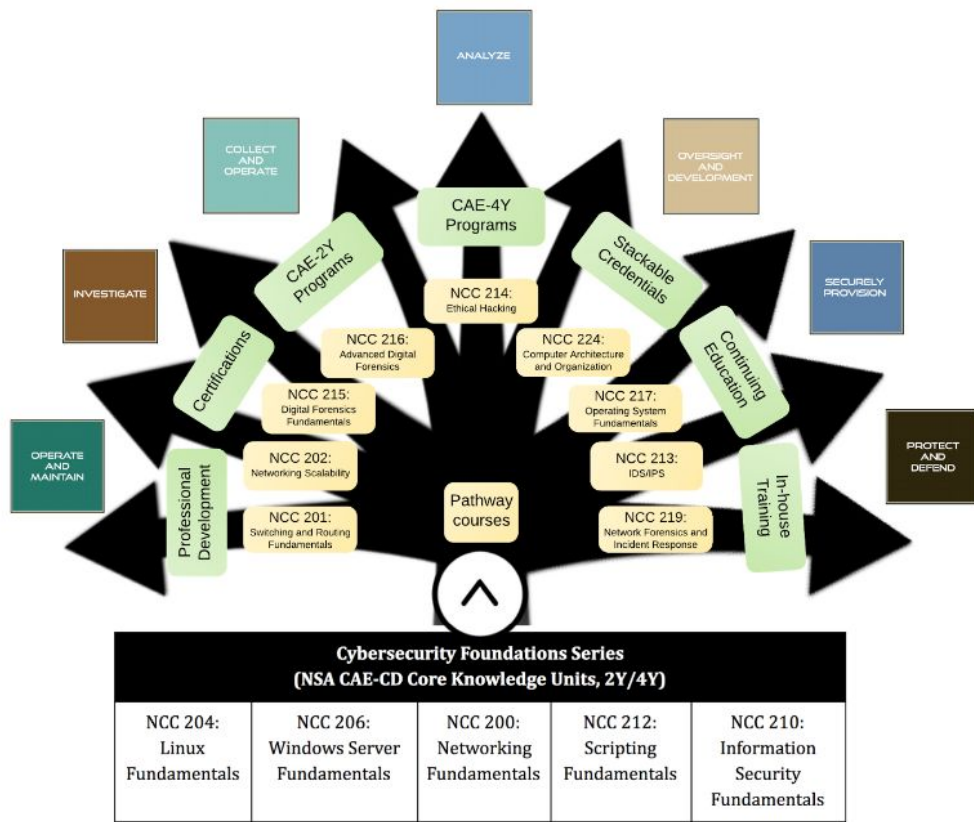 ANALYZE
COLLECT
AND
OPERATE
OVERSIGHT
AND
DEVELOPMENT
INVESTIGATE
SECURELY
PROVISION
OPERATE
AND
MAINTAIN
PROTECT
AND
DEFEND
CAE-4Y
Programs
CAE-2Y
Programs
Stackable
Credentials
Certifications
Continuing
Education
Professional
Development
In-house
Training
NCC 214:
Ethical Hacking
NCC 216:
Advanced Digital
Forensics
NCC 224:
Computer Architecture
and Organization
NCC 215:
Digital Forensics
Fundamentals
NCC 217:
Operating System
Fundamentals
NCC 202:
Networking Scalability
NCC 213:
IDS/IPS
NCC 201:
Switching and Routing
Fundamentals
Pathway
courses
NCC 219:
Network Forensics and
Incident Response
Cybersecurity Foundations Series
(NSA CAE-CD Core Knowledge Units, 2Y/4Y)
NCC 204:
Linux
Fundamentals
NCC 206:
Windows Server
Fundamentals
NCC 200:
Networking
Fundamentals
NCC 212:
Scripting
Fundamentals
NCC 210:
Information
Security
Fundamentals